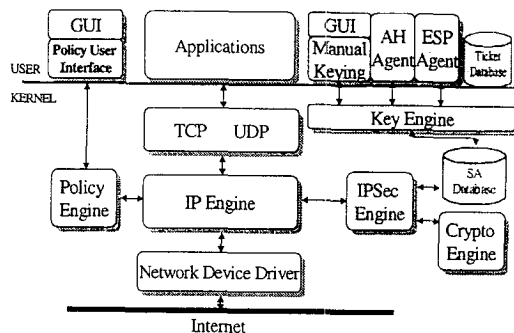 GUI
Policy User
Interface
Applications
GUI
Manual
Keying
AH
Agent
ESP
Agent
Ticket
Database
USER
KERNEL
TCP UDP
Key Engine
SA
Database
Policy
Engine
IP Engine
IPSec
Engine
Crypto
Engine
Network Device Driver
Internet